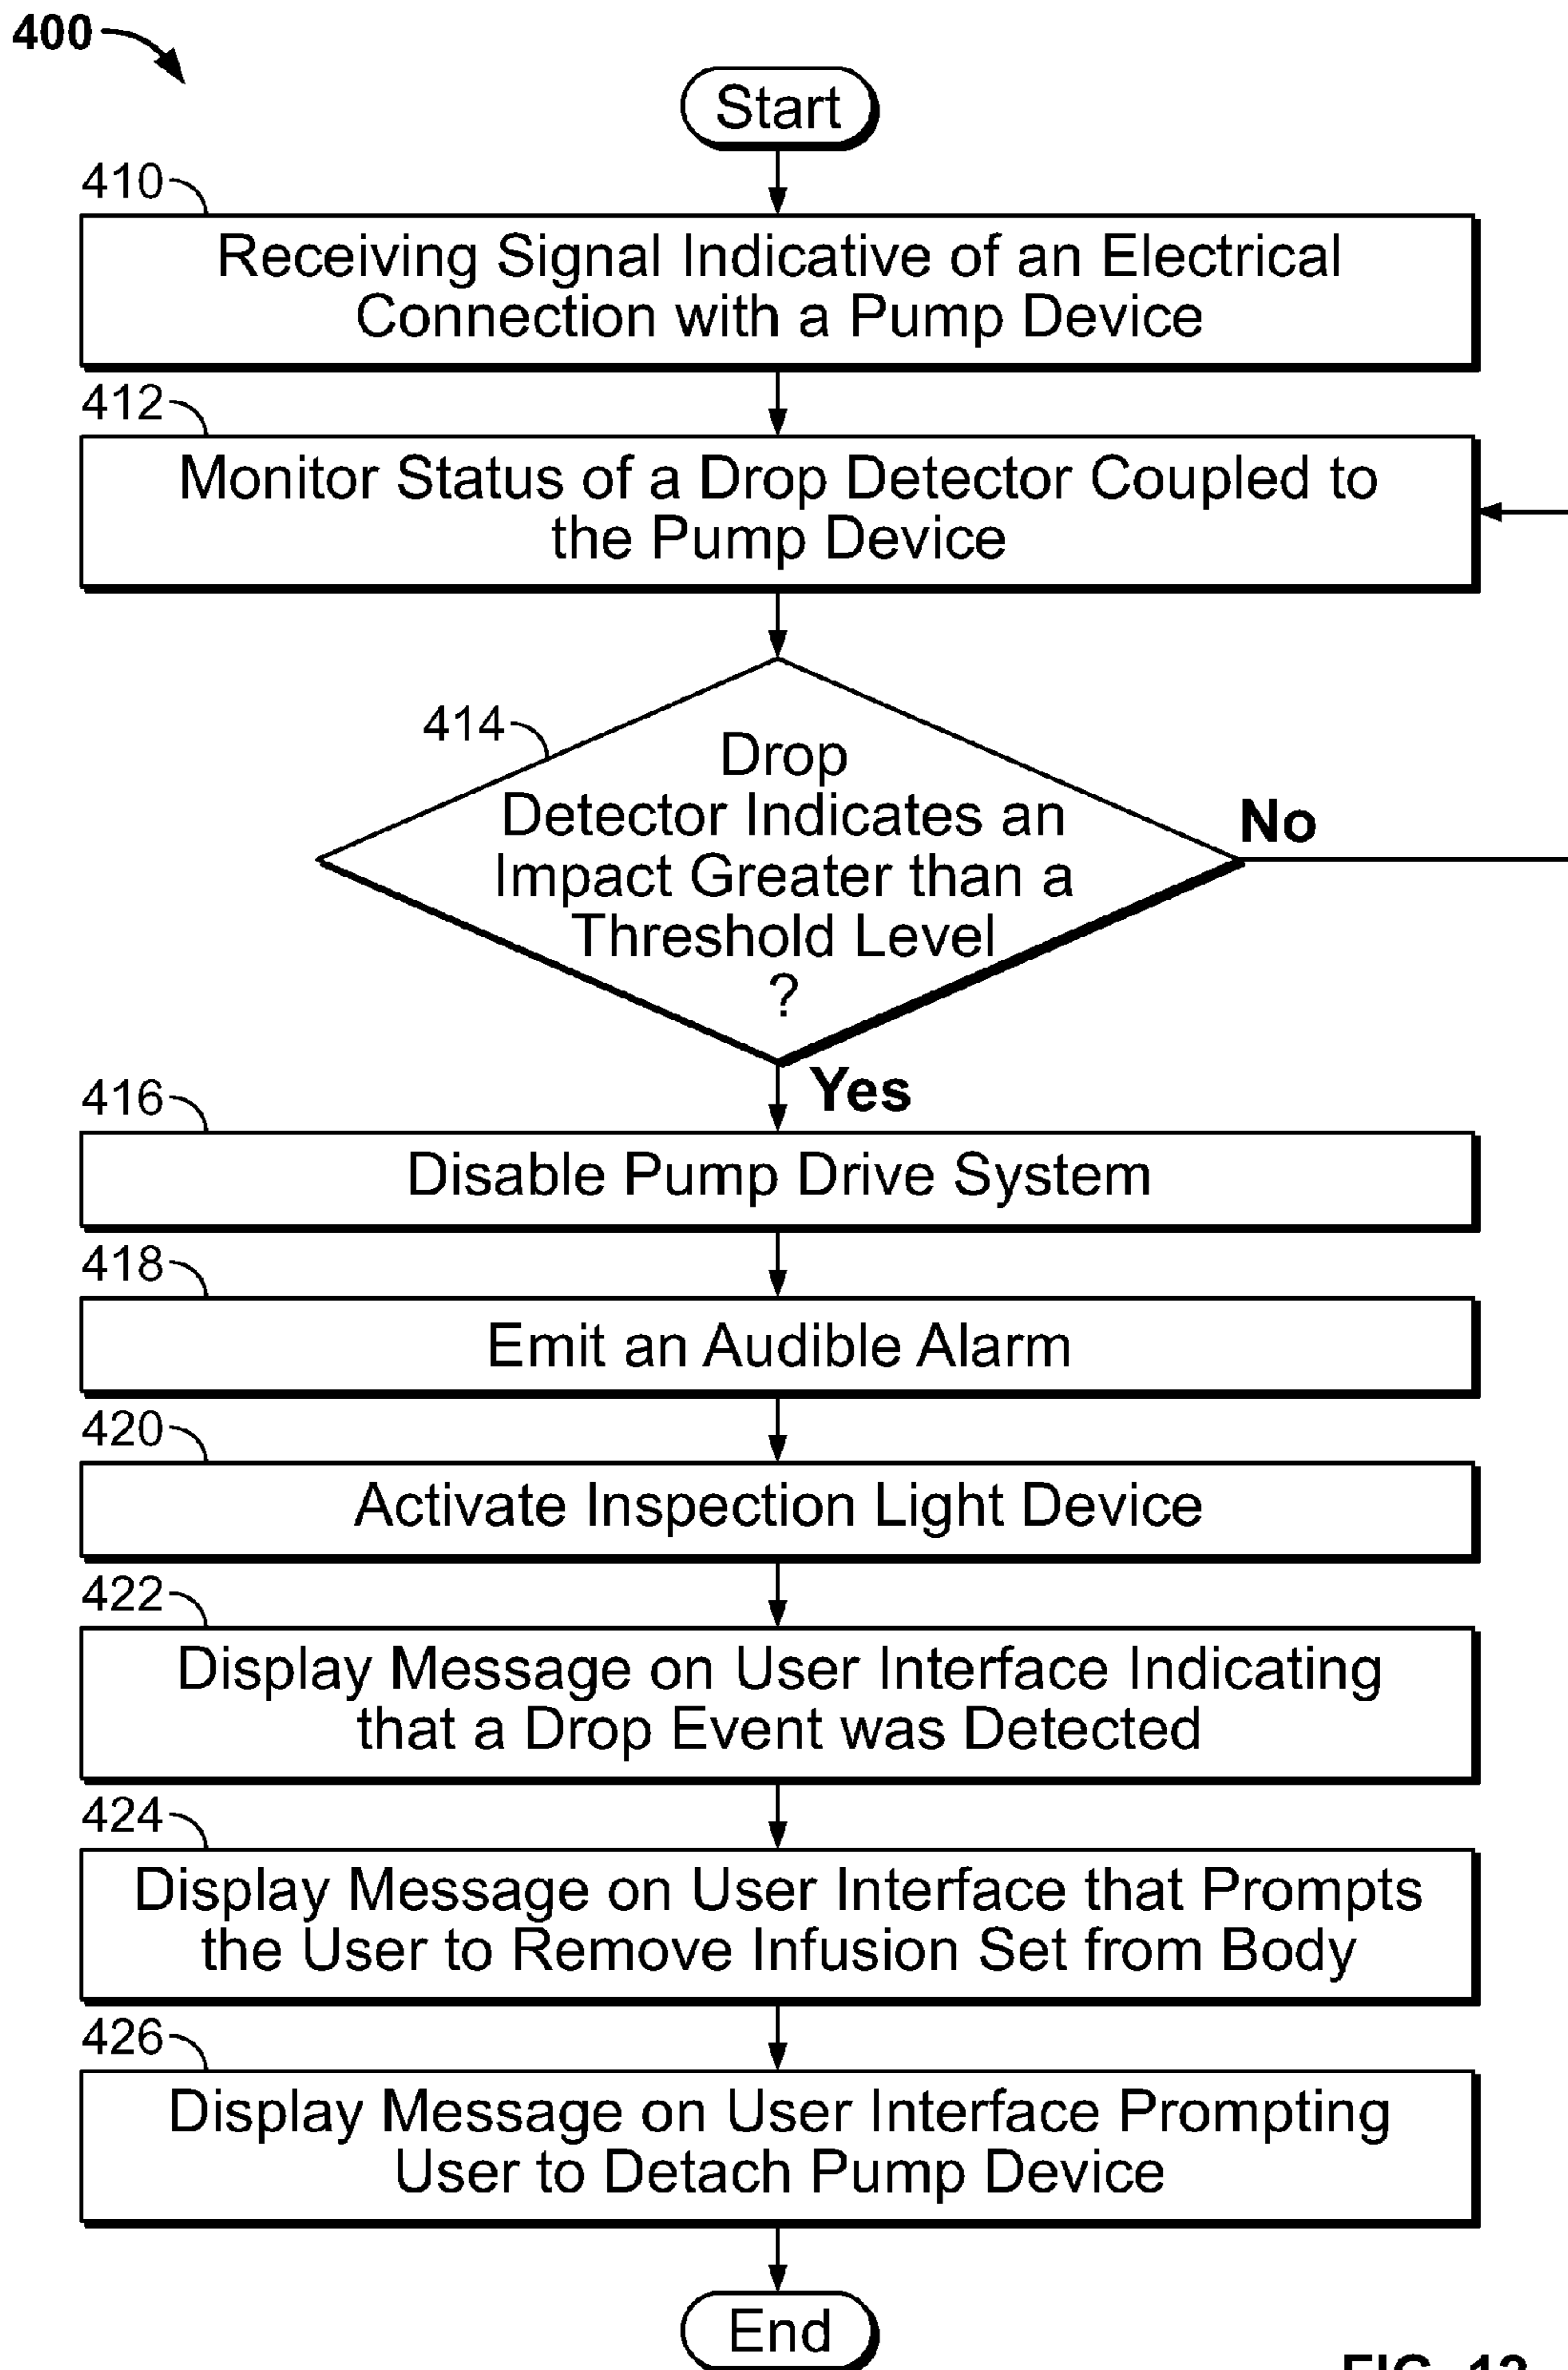 400
Start
410
Receiving Signal Indicative of an Electrical
Connection with a Pump Device
412
Monitor Status of a Drop Detector Coupled to
the Pump Device
414
Drop
Detector Indicates an
Impact Greater than a
Threshold Level
?
No
Yes
416
Disable Pump Drive System
418
Emit an Audible Alarm
420
Activate Inspection Light Device
422
Display Message on User Interface Indicating
that a Drop Event was Detected
424
Display Message on User Interface that Prompts
the User to Remove Infusion Set from Body
426
Display Message on User Interface Prompting
User to Detach Pump Device
End